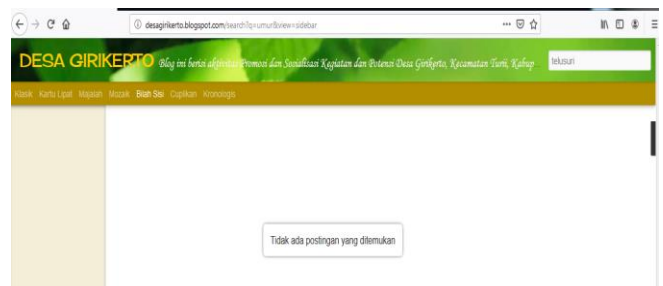 desagirikerto.blogspot.com/search?q=umur&view=sidebar
DESA GIRIKERTO Blog ini berisi aktivitas Promosi dan Sosialisasi Kegiatan dan Potensi Desa Girikerto, Kecamatan Turi, Kabup...
telusuri
Klasik Kartu Lipat Majalah Mozaik Bilah Sisi Cuplikan Kronologis
Tidak ada postingan yang ditemukan